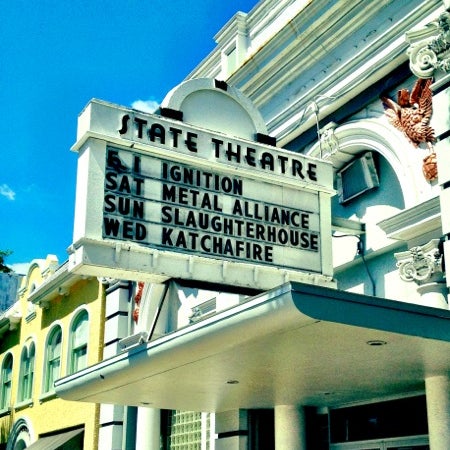 STATE THEATRE
F I IGNITION
SAT METAL ALLIANCE
SUN SLAUGHTERHOUSE
WED KATCHAFIRE